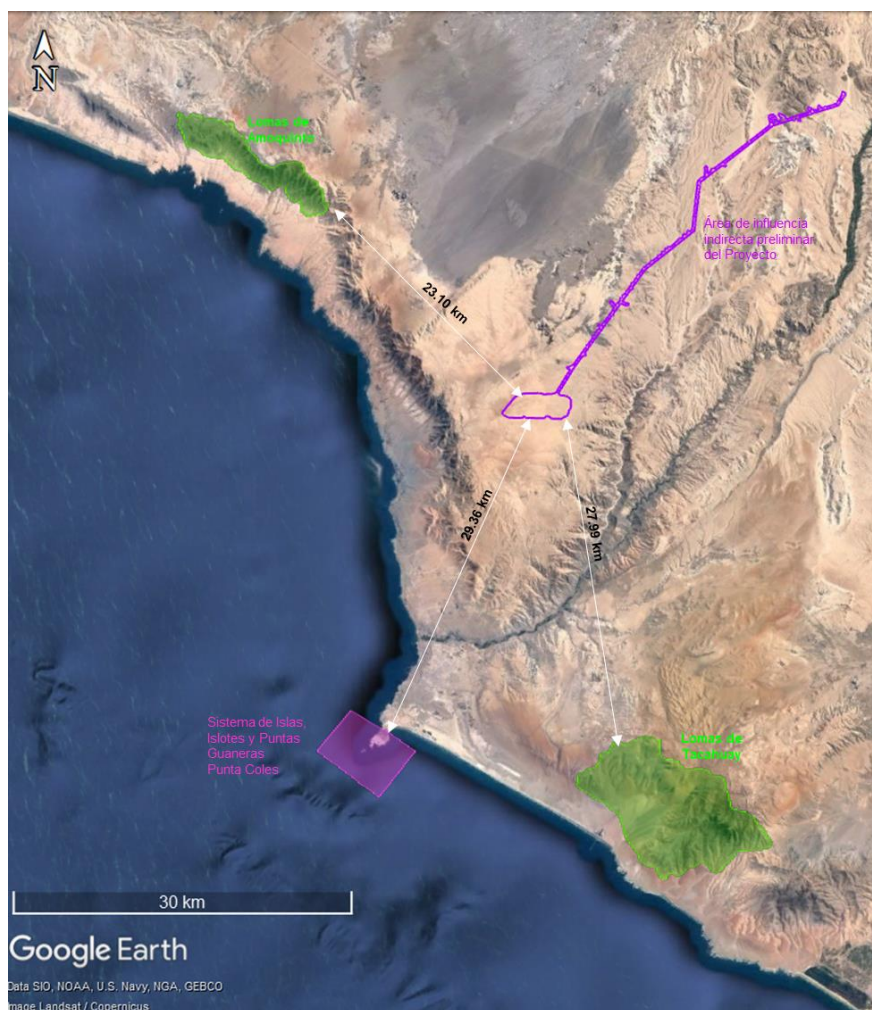 N
Lomas de
Amoquinto
Área de influencia
indirecta preliminar
del Proyecto
23.10 km
29.36 km
27.99 km
Sistema de Islas,
Islotes y Puntas
Guaneras
Punta Coles
Lomas de
Tacahuay
30 km
Google Earth
Data SIO, NOAA, U.S. Navy, NGA, GEBCO
Image Landsat / Copernicus